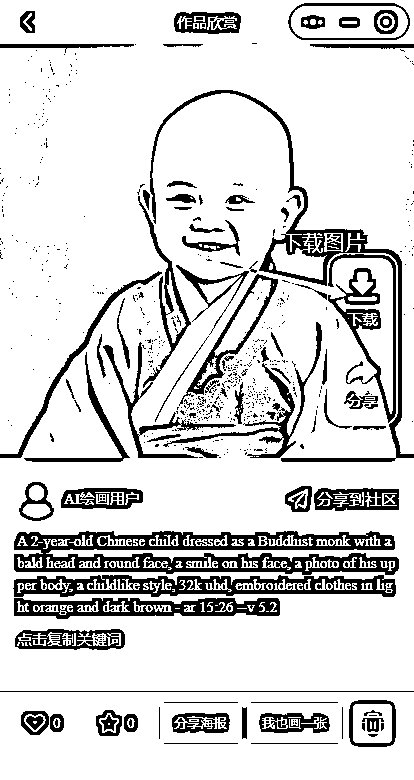 作品欣赏
下载图片
下载
分享
AI绘画用户
分享到社区
A 2-year-old Chinese child dressed as a Buddhist monk with a
bald head and round face, a smile on his face, a photo of his up
per body, a childlike style, 32k uhd, embroidered clothes in lig
ht orange and dark brown - ar 15:26 --v 5.2
点击复制关键词
0
0
分享海报
我也画一张